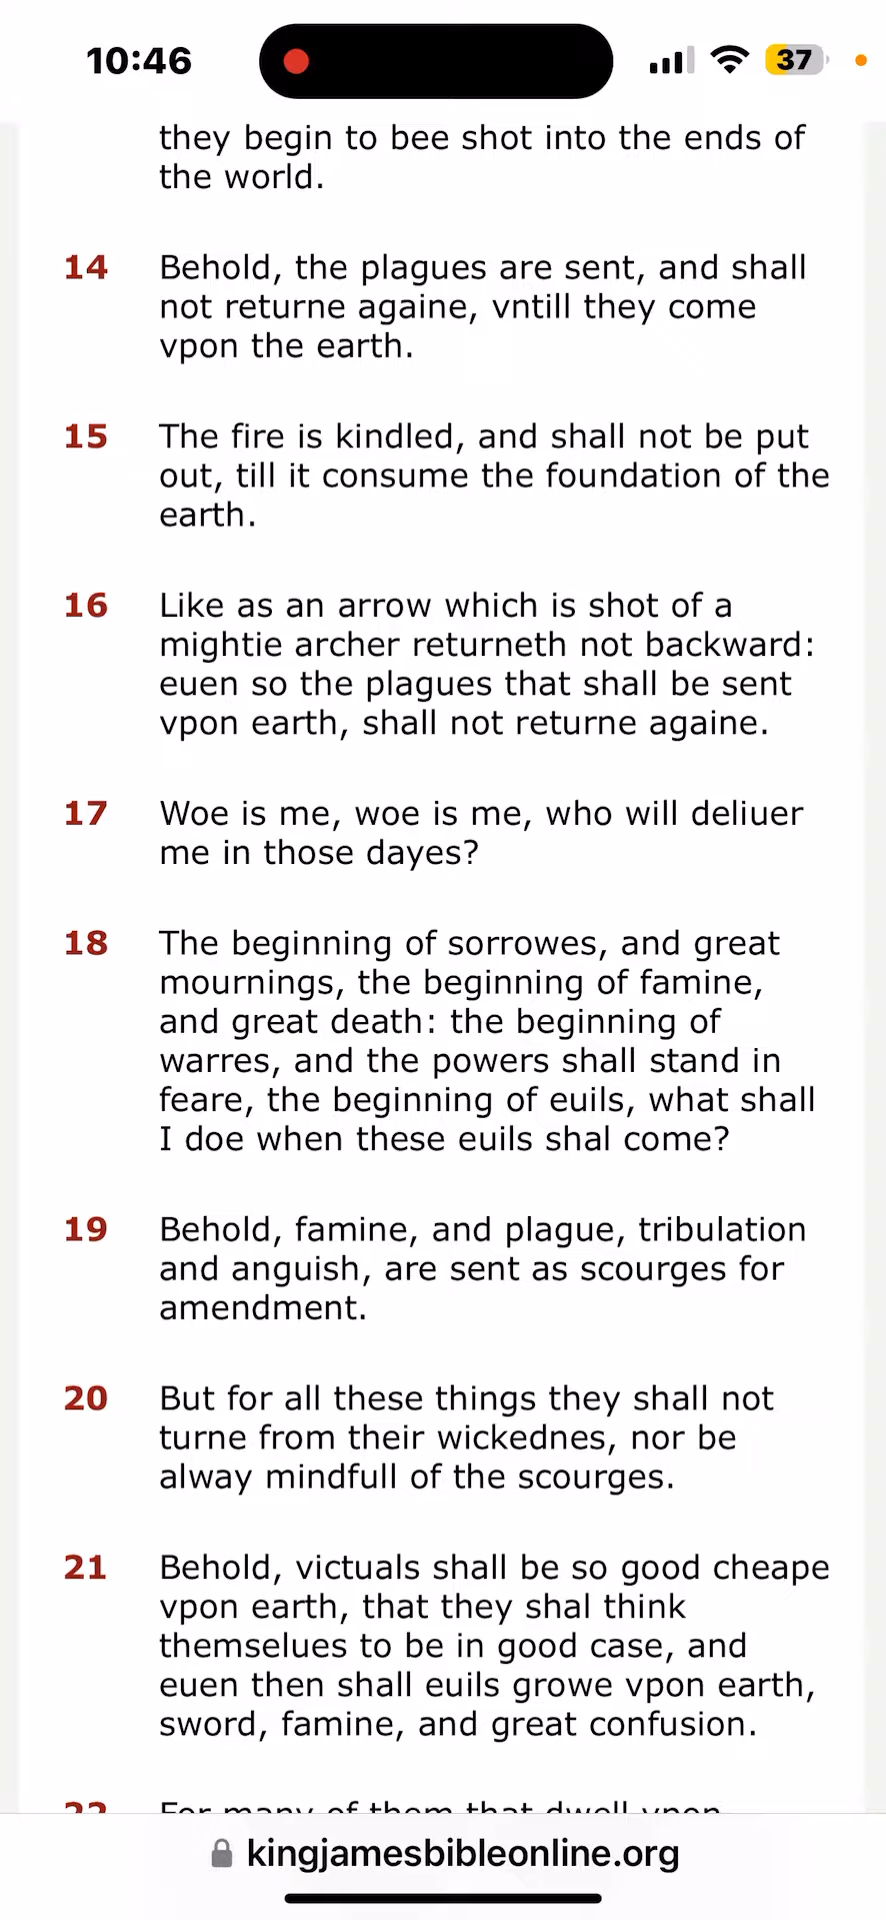 10:46
37
they begin to bee shot into the ends of
the world.
14 Behold, the plagues are sent, and shall
not returne againe, vntill they come
vpon the earth.
15 The fire is kindled, and shall not be put
out, till it consume the foundation of the
earth.
16 Like as an arrow which is shot of a
mightie archer returneth not backward:
euen so the plagues that shall be sent
vpon earth, shall not returne againe.
17 Woe is me, woe is me, who will deliuer
me in those dayes?
18 The beginning of sorrowes, and great
mournings, the beginning of famine,
and great death: the beginning of
warres, and the powers shall stand in
feare, the beginning of euils, what shall
I doe when these euils shal come?
19 Behold, famine, and plague, tribulation
and anguish, are sent as scourges for
amendment.
20 But for all these things they shall not
turne from their wickednes, nor be
alway mindfull of the scourges.
21 Behold, victuals shall be so good cheape
vpon earth, that they shal think
themselues to be in good case, and
euen then shall euils growe vpon earth,
sword, famine, and great confusion.
22 For many of them that dwell vpon
kingjamesbibleonline.org